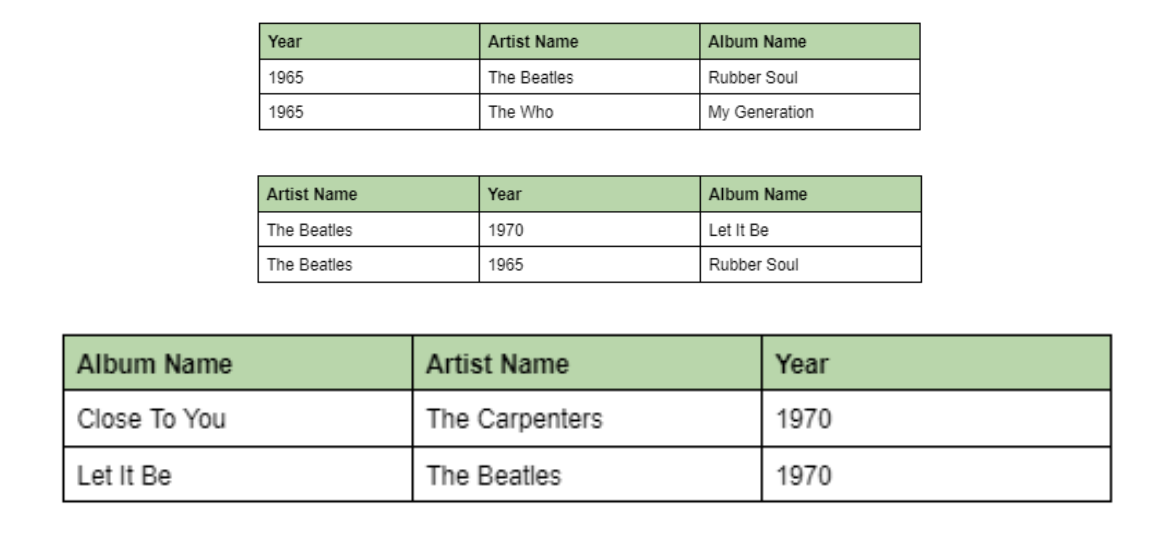 Year Artist Name Album Name
1965 The Beatles Rubber Soul
1965 The Who My Generation
Artist Name Year Album Name
The Beatles 1970 Let It Be
The Beatles 1965 Rubber Soul
Album Name Artist Name Year
Close To You The Carpenters 1970
Let It Be The Beatles 1970